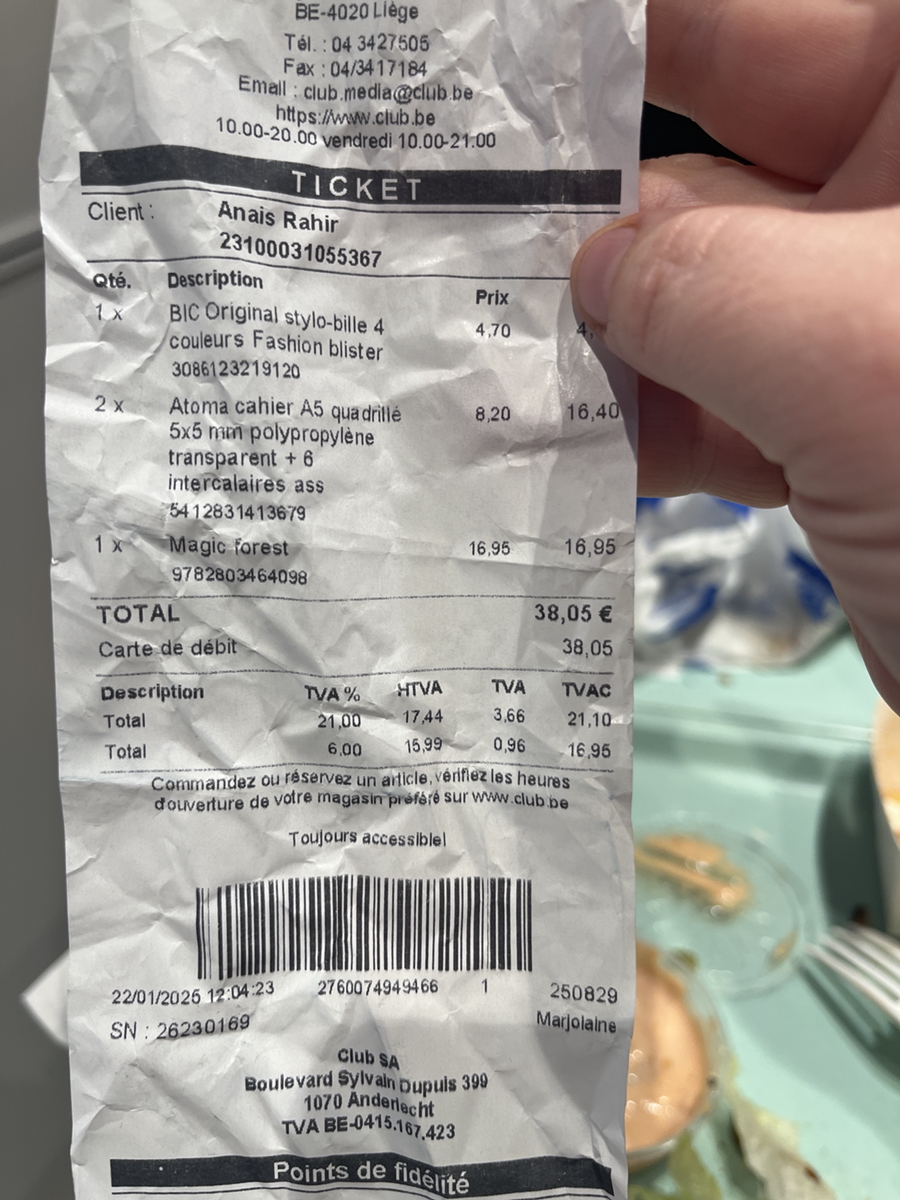 BE-4020 Liège
Tél. : 04 3427505
Fax : 04/3417184
Email : club.media@club.be
https://www.club.be
10.00-20.00 vendredi 10.00-21.00
TICKET
Client : Anais Rahir
23100031055367
Qté. Description Prix
1 x BIC Original stylo-bille 4 4,70 4,
couleurs Fashion blister
3086123219120
2 x Atoma cahier A5 quadrillé 8,20 16,40
5x5 mm polypropylène
transparent + 6
intercalaires ass
5412831413679
1 x Magic forest 16,95 16,95
9782803464098
TOTAL 38,05 €
Carte de débit 38,05
Description TVA % HTVA TVA TVAC
Total 21,00 17,44 3,66 21,10
Total 6,00 15,99 0,96 16,95
Commandez ou réservez un article, vérifiez les heures
d'ouverture de votre magasin préféré sur www.club.be
Toujours accessible!
22/01/2025 12:04:23 2760074949466 1 250829
SN : 26230169 Marjolaine
Club SA
Boulevard Sylvain Dupuis 399
1070 Anderlecht
TVA BE-0415.167.423
Points de fidélité